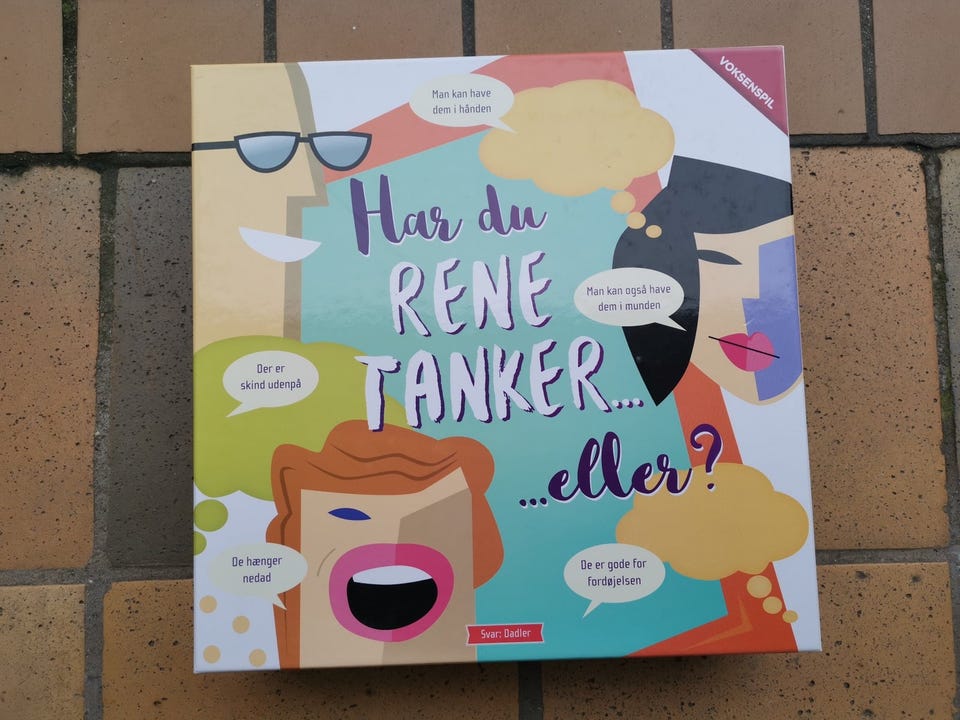 VOKSENSPIL
Man kan have
dem i hånden
Har du
RENE
TANKER...
...eller?
Man kan også have
dem i munden
Der er
skind udenpå
De hænger
nedad
De er gode for
fordøjelsen
Svar: Dadler